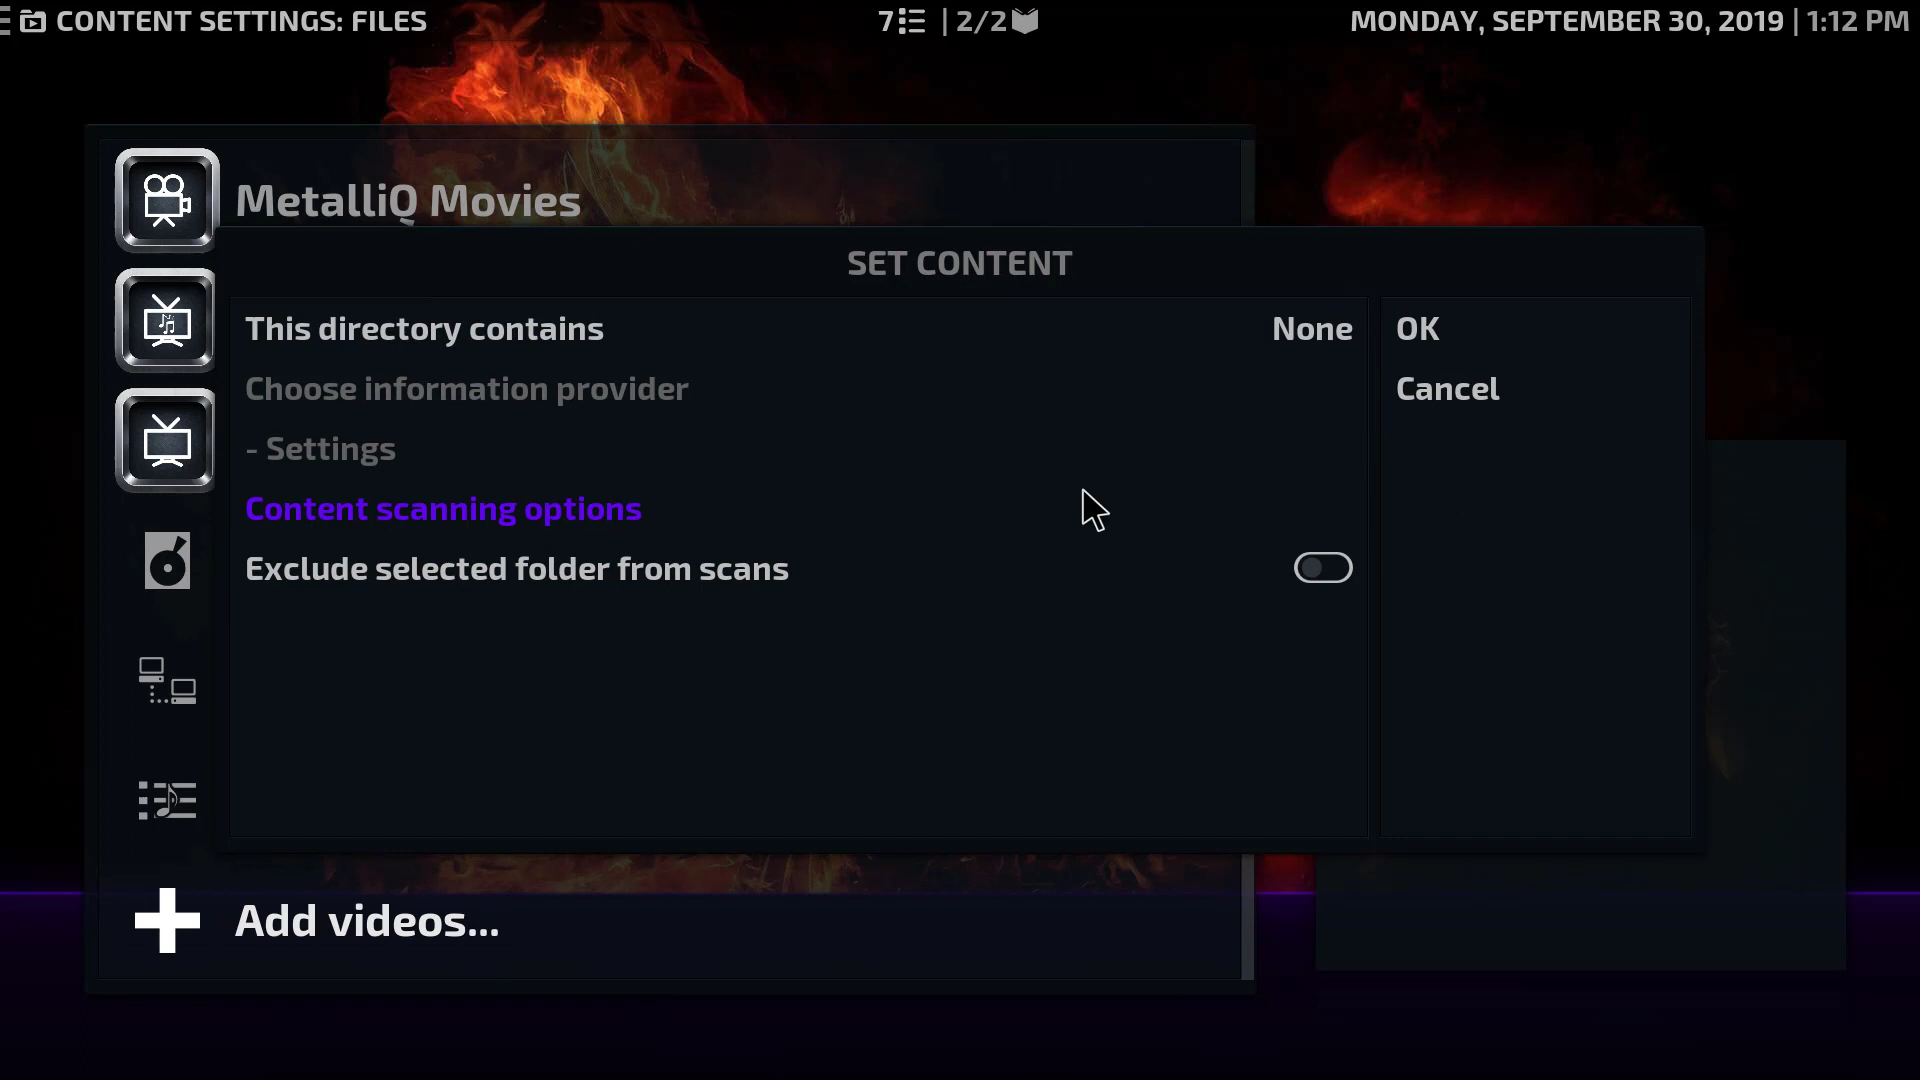 CONTENT SETTINGS: FILES
7 | 2/2
MONDAY, SEPTEMBER 30, 2019 | 1:12 PM
MetalliQ Movies
SET CONTENT
This directory contains None
OK
Choose information provider
Cancel
- Settings
Content scanning options
Exclude selected folder from scans
Add videos...